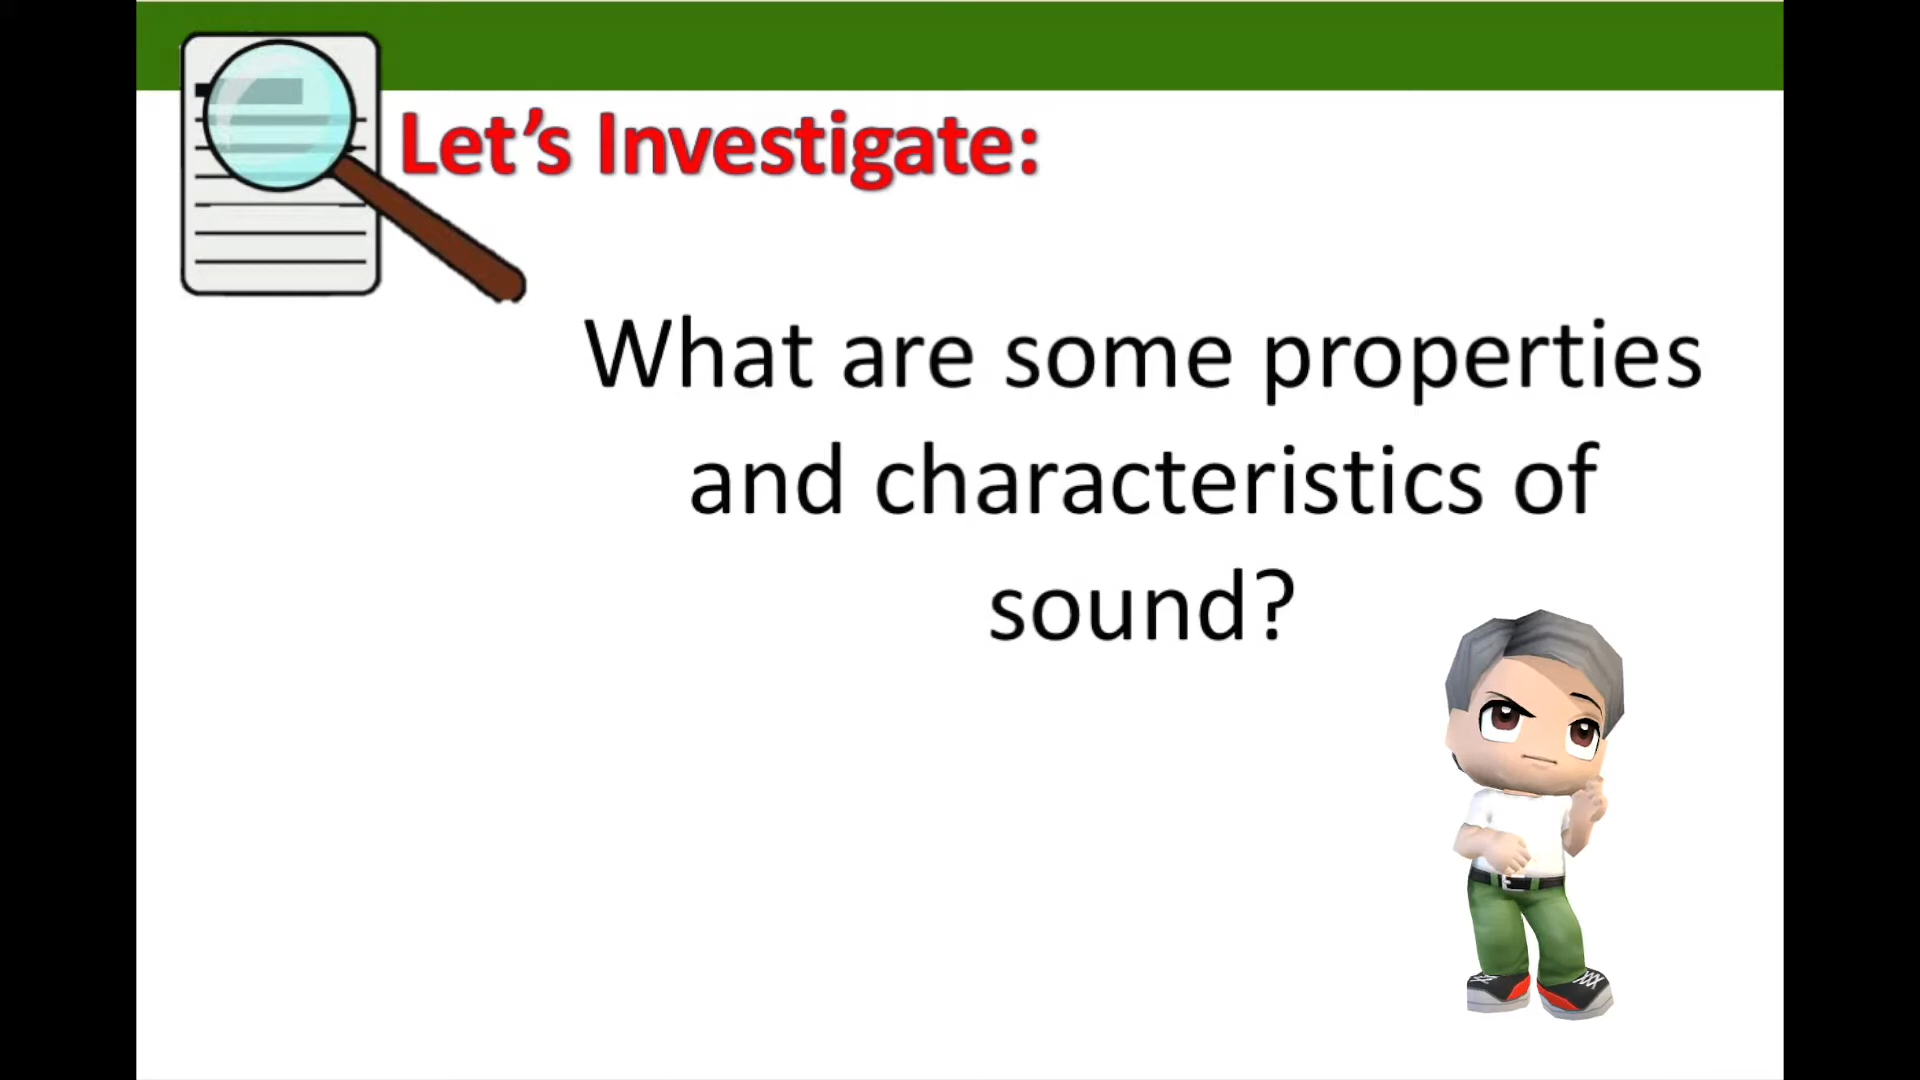 Let’s Investigate:
What are some properties
and characteristics of
sound?